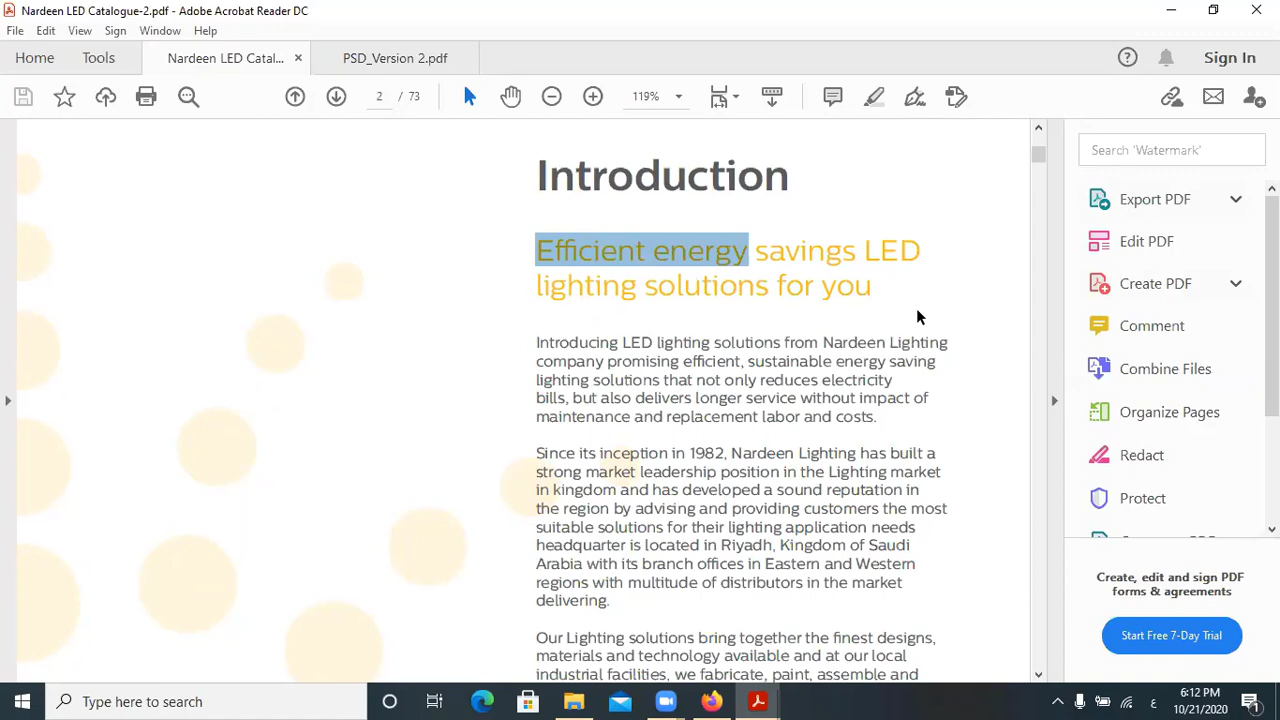 Nardeen LED Catalogue-2.pdf - Adobe Acrobat Reader DC
File Edit View Sign Window Help
Home Tools Nardeen LED Catal... × PSD_Version 2.pdf Sign In
2 / 73 119%
Introduction
Efficient energy savings LED
lighting solutions for you
Introducing LED lighting solutions from Nardeen Lighting
company promising efficient, sustainable energy saving
lighting solutions that not only reduces electricity
bills, but also delivers longer service without impact of
maintenance and replacement labor and costs.
Since its inception in 1982, Nardeen Lighting has built a
strong market leadership position in the Lighting market
in kingdom and has developed a sound reputation in
the region by advising and providing customers the most
suitable solutions for their lighting application needs
headquarter is located in Riyadh, Kingdom of Saudi
Arabia with its branch offices in Eastern and Western
regions with multitude of distributors in the market
delivering.
Our Lighting solutions bring together the finest designs,
materials and technology available and at our local
industrial facilities, we fabricate, paint, assemble and
Search 'Watermark'
Export PDF
Edit PDF
Create PDF
Comment
Combine Files
Organize Pages
Redact
Protect
Create, edit and sign PDF
forms & agreements
Start Free 7-Day Trial
Type here to search
ع
6:12 PM
10/21/2020
1